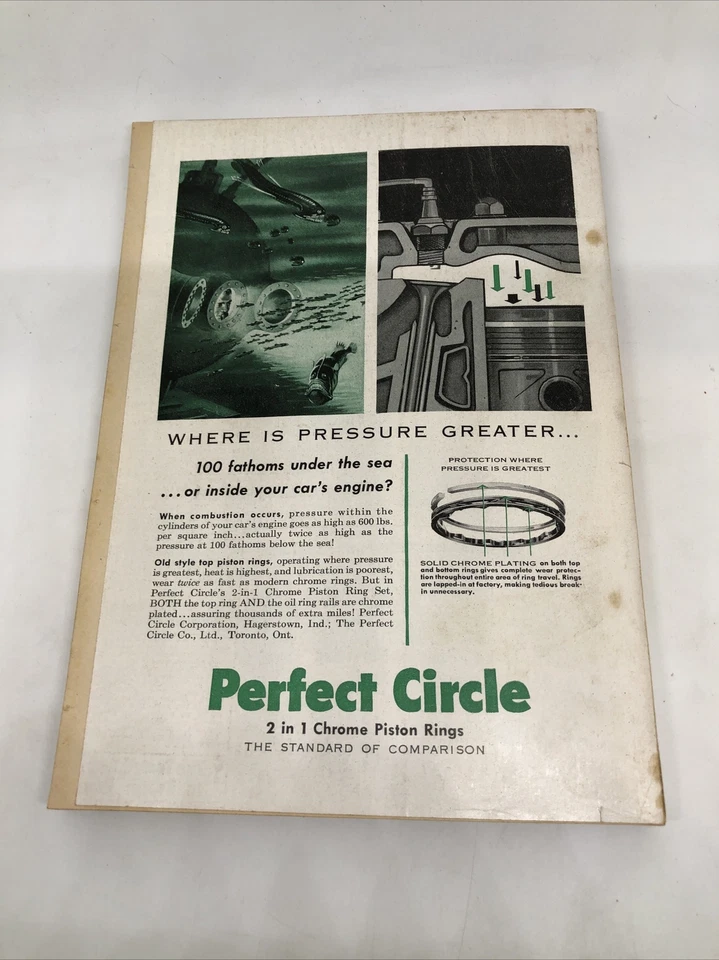 WHERE IS PRESSURE GREATER...
100 fathoms under the sea
...or inside your car's engine?
When combustion occurs, pressure within the
cylinders of your car's engine goes as high as 600 lbs.
per square inch...actually twice as high as the
pressure at 100 fathoms below the sea!
Old style top piston rings, operating where pressure
is greatest, heat is highest, and lubrication is poorest,
wear twice as fast as modern chrome rings. But in
Perfect Circle's 2-in-1 Chrome Piston Ring Set,
BOTH the top ring AND the oil ring rails are chrome
plated...assuring thousands of extra miles! Perfect
Circle Corporation, Hagerstown, Ind.; The Perfect
Circle Co., Ltd., Toronto, Ont.
PROTECTION WHERE
PRESSURE IS GREATEST
SOLID CHROME PLATING on both top
and bottom rings gives complete wear protec-
tion throughout entire area of ring travel. Rings
are lapped-in at factory, making tedious break-
in unnecessary.
Perfect Circle
2 in 1 Chrome Piston Rings
THE STANDARD OF COMPARISON